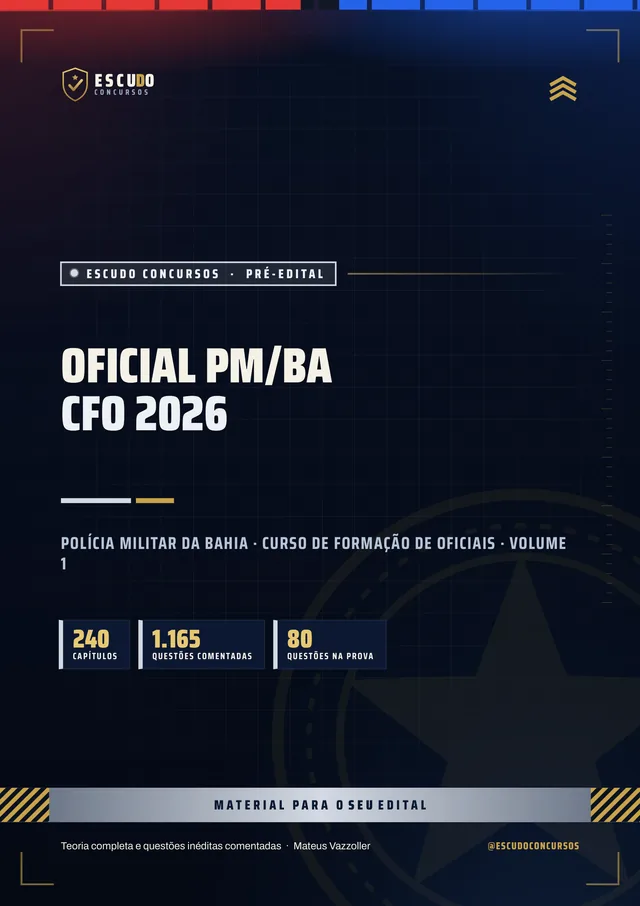 ESCUDO
CONCURSOS
ESCUDO CONCURSOS · PRÉ-EDITAL
OFICIAL PM/BA
CFO 2026
POLÍCIA MILITAR DA BAHIA · CURSO DE FORMAÇÃO DE OFICIAIS · VOLUME
1
240 1.165 80
CAPÍTULOS QUESTÕES COMENTADAS QUESTÕES NA PROVA
MATERIAL PARA O SEU EDITAL
Teoria completa e questões inéditas comentadas · Mateus Vazzoller @ESCUDOCONCURSOS